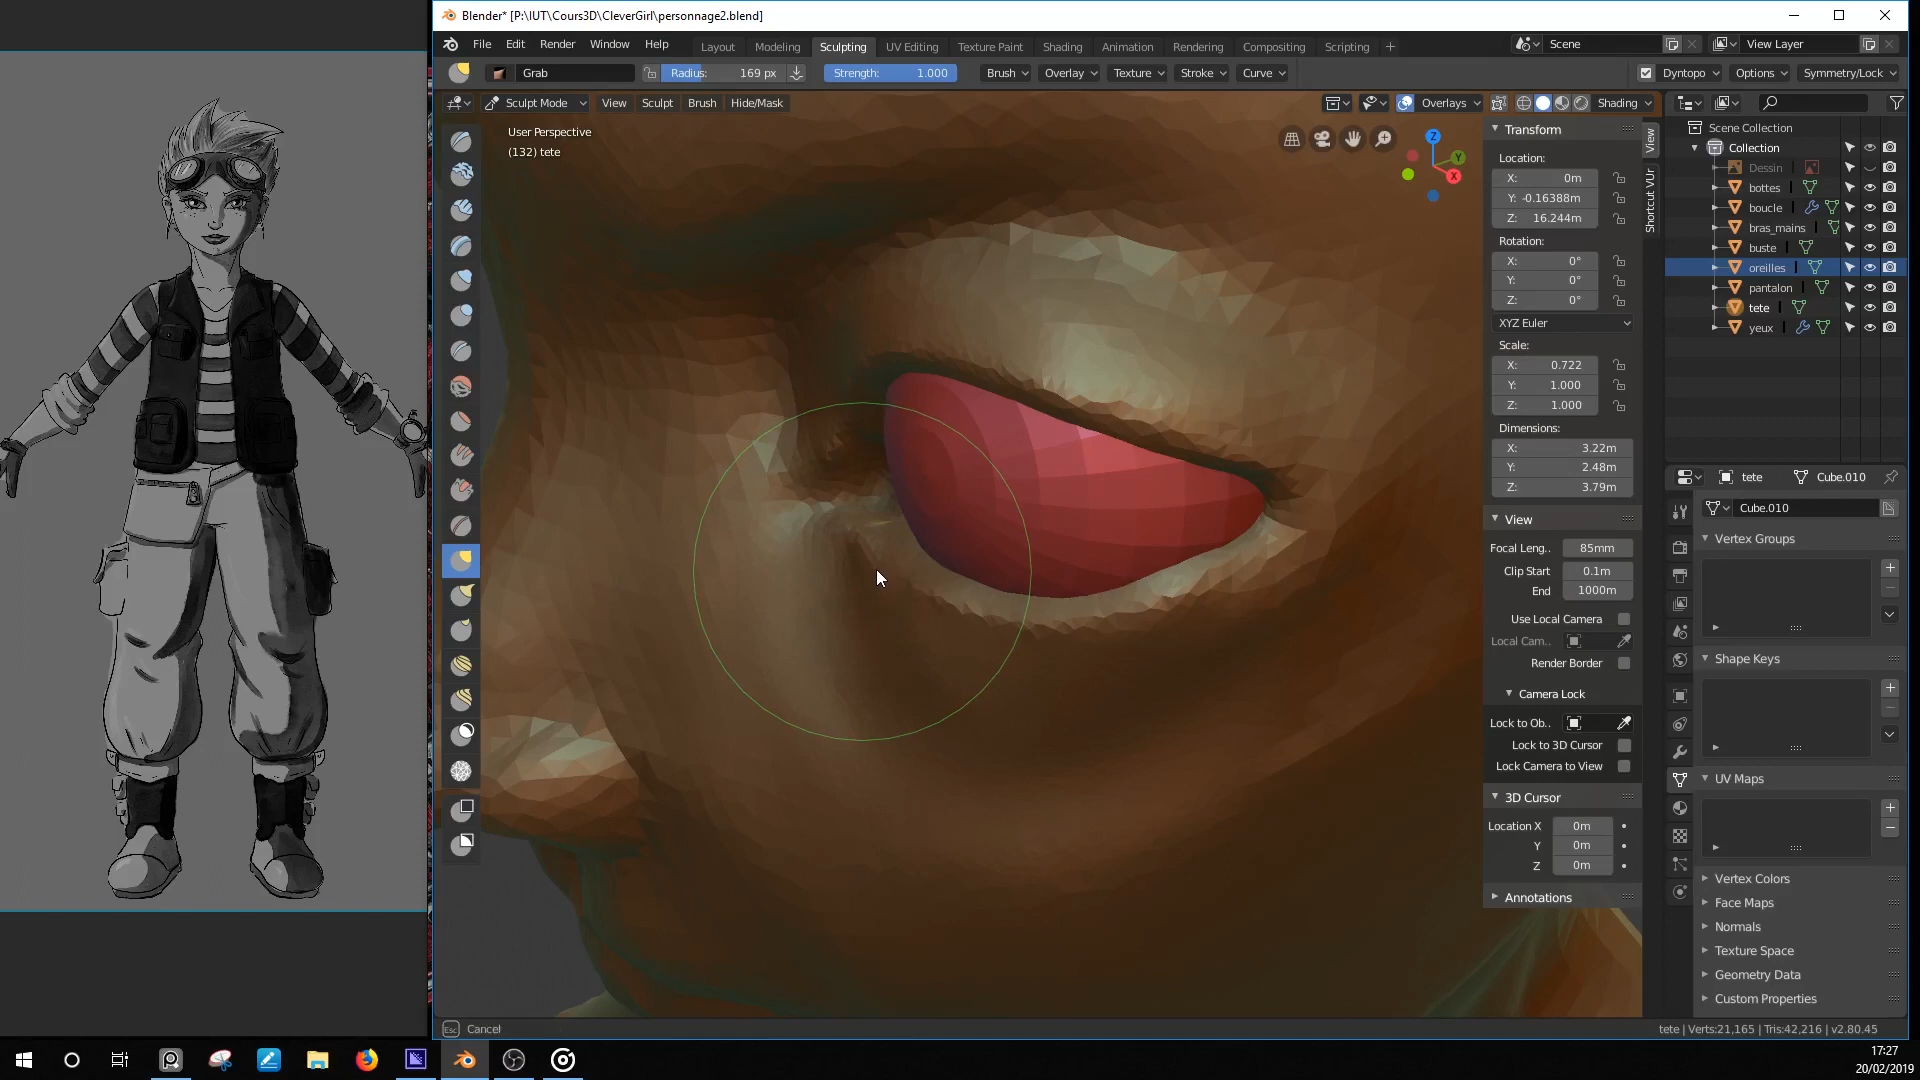 Blender* [P:\IUT\Cours3D\CleverGirl\personnage2.blend]
File Edit Render Window Help
Layout Modeling Sculpting UV Editing Texture Paint Shading Animation Rendering Compositing Scripting +
Scene
View Layer
Grab
Radius: 169 px
Strength: 1.000
Brush Overlay Texture Stroke Curve
Dyntopo Options Symmetry/Lock
Sculpt Mode View Sculpt Brush Hide/Mask
Overlays
Shading
User Perspective
(132) tete
Z
Y
X
View
Shortcut VUr
Transform
Location:
X: 0m
Y: -0.16388m
Z: 16.244m
Rotation:
X: 0°
Y: 0°
Z: 0°
XYZ Euler
Scale:
X: 0.722
Y: 1.000
Z: 1.000
Dimensions:
X: 3.22m
Y: 2.48m
Z: 3.79m
View
Focal Leng.. 85mm
Clip Start 0.1m
End 1000m
Use Local Camera
Local Cam..
Render Border
Camera Lock
Lock to Ob..
Lock to 3D Cursor
Lock Camera to View
3D Cursor
Location X 0m
Y 0m
Z 0m
Annotations
Scene Collection
Collection
Dessin
bottes
boucle
bras_mains
buste
oreilles
pantalon
tete
yeux
tete Cube.010
Cube.010
Vertex Groups
Shape Keys
UV Maps
Vertex Colors
Face Maps
Normals
Texture Space
Geometry Data
Custom Properties
Esc Cancel
tete | Verts:21,165 | Tris:42,216 | v2.80.45
17:27
20/02/2019